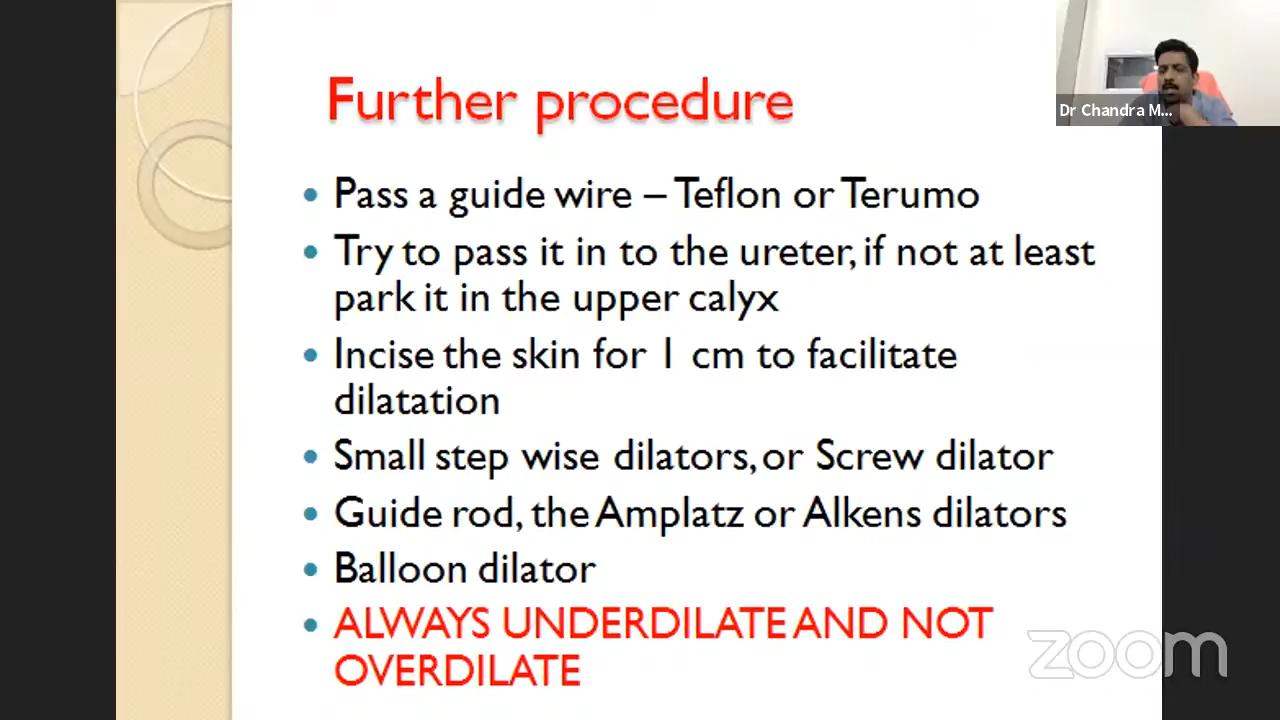 Further procedure
Dr Chandra M...
• Pass a guide wire – Teflon or Terumo
• Try to pass it in to the ureter, if not at least
park it in the upper calyx
• Incise the skin for 1 cm to facilitate
dilatation
• Small step wise dilators, or Screw dilator
• Guide rod, the Amplatz or Alkens dilators
• Balloon dilator
• ALWAYS UNDERDILATE AND NOT
OVERDILATE
zoom